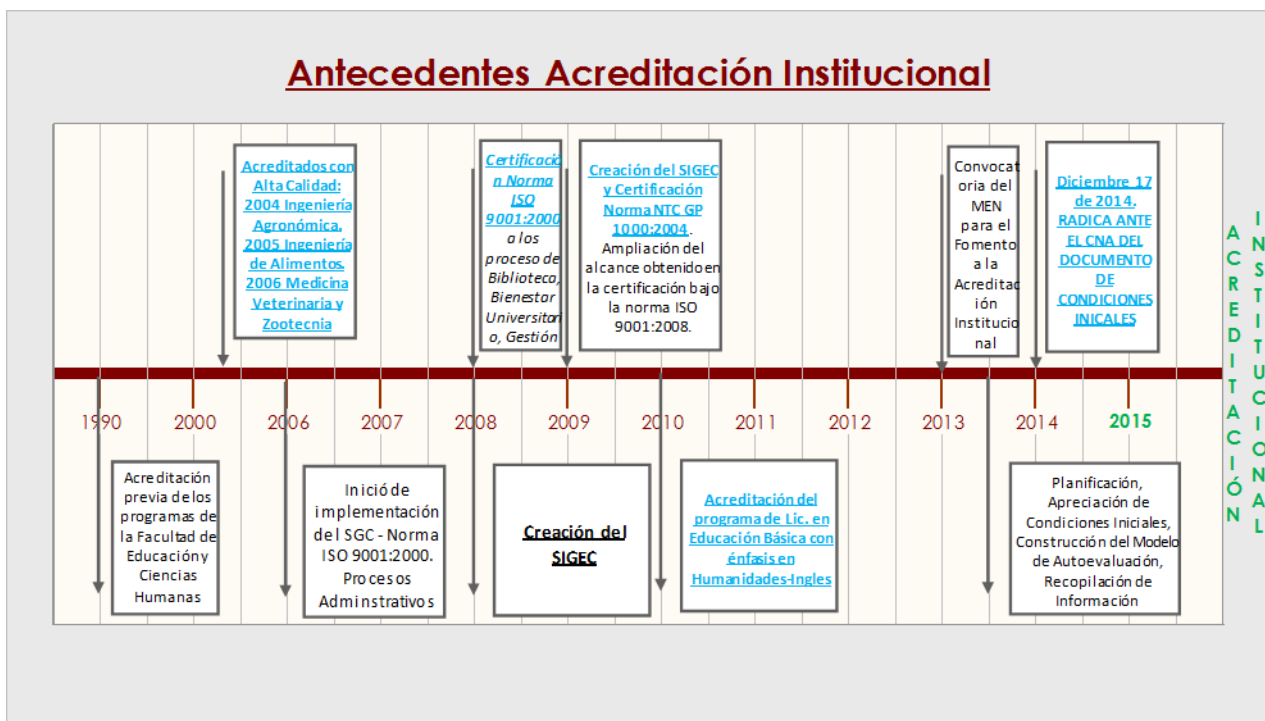 Antecedentes Acreditación Institucional
Acreditados con
Alta Calidad:
2004 Ingeniería
Agronómica.
2005 Ingeniería
de Alimentos.
2006 Medicina
Veterinaria y
Zootecnia
Certificació
n Norma
ISO
9001:2000
a los
proceso de
Biblioteca,
Bienestar
Universitari
o, Gestión
Creación del SIGEC
y Certificación
Norma NTC GP
1000:2004.
Ampliación del
alcance obtenido en
la certificación bajo
la norma ISO
9001:2008.
Convocat
oria del
MEN
para el
Fomento
a la
Acreditac
ión
Institucio
nal
Diciembre 17
de 2014.
RADICA ANTE
EL CNA DEL
DOCUMENTO
DE
CONDICIONES
INICALES
1990 2000 2006 2007 2008 2009 2010 2011 2012 2013 2014 2015
Acreditación
previa de los
programas de
la Facultad de
Educación y
Ciencias
Humanas
Inició de
implementación
del SGC - Norma
ISO 9001:2000.
Procesos
Adminstrativos
Creación del
SIGEC
Acreditación del
programa de Lic. en
Educación Básica con
énfasis en
Humanidades-Ingles
Planificación,
Apreciación de
Condiciones Iniciales,
Construcción del Modelo
de Autoevaluación,
Recopilación de
Información
ACREDITACIÓN
INSTITUCIONAL